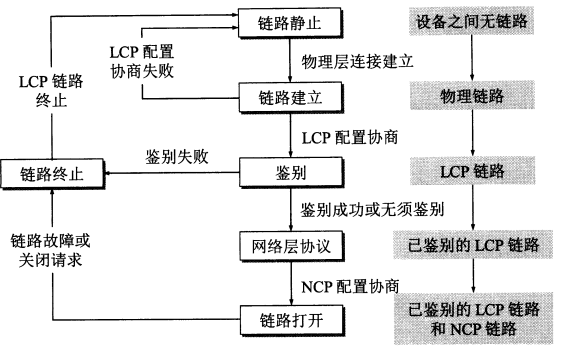 链路静止
设备之间无链路
LCP 配置
协商失败
物理层连接建立
LCP 链路
终止
链路建立
物理链路
LCP 配置协商
鉴别失败
链路终止
鉴别
LCP 链路
鉴别成功或无须鉴别
链路故障或
关闭请求
网络层协议
已鉴别的 LCP 链路
NCP 配置协商
链路打开
已鉴别的 LCP 链路
和 NCP 链路